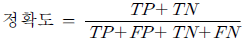 정확도 = TP + TN
TP + FP + TN + FN